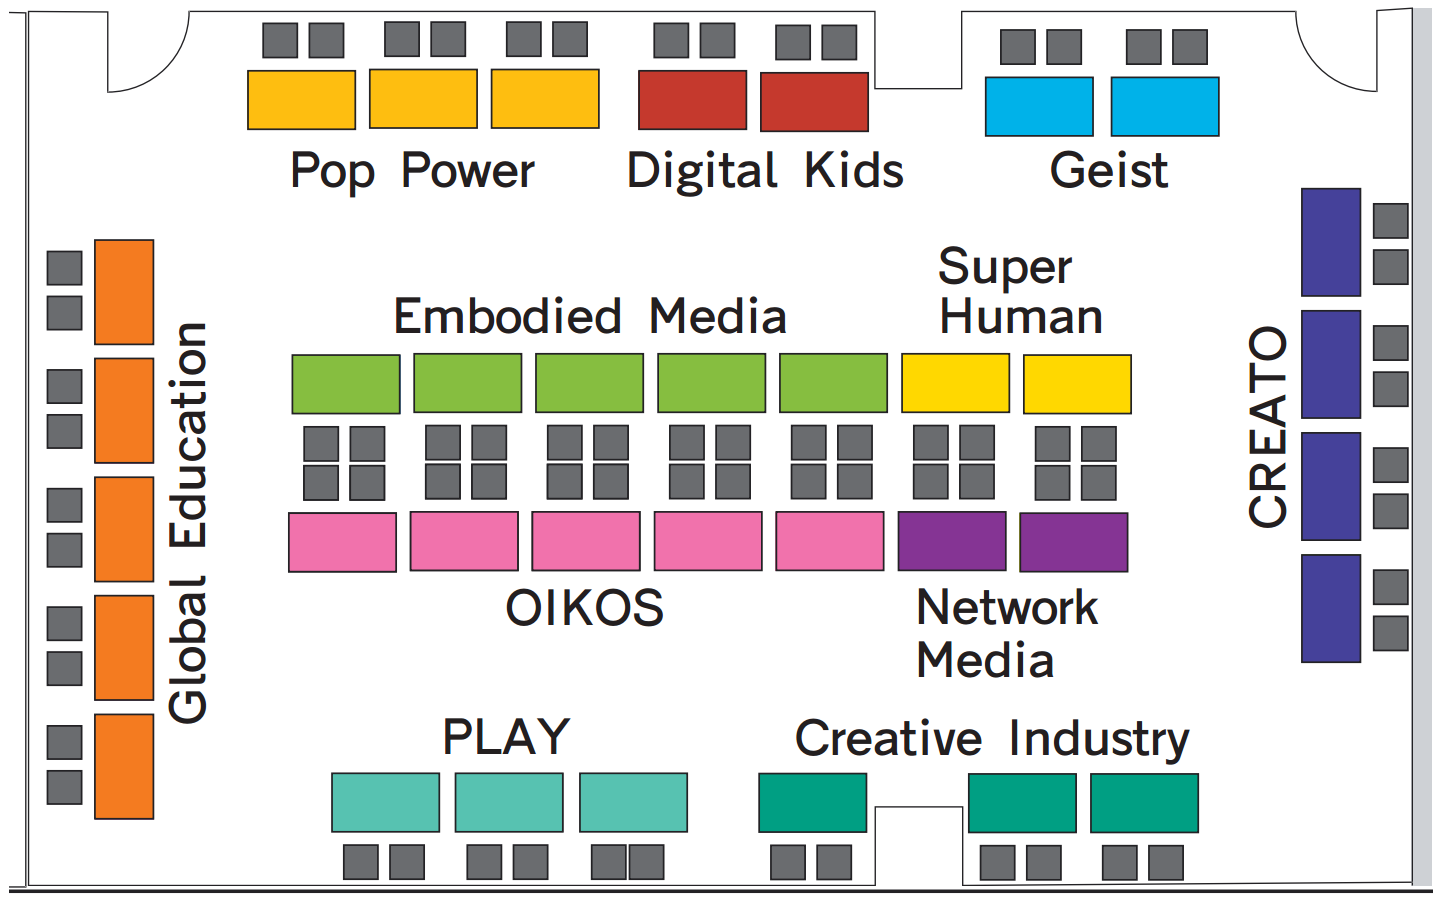 Pop Power
Digital Kids
Geist
Super
Human
Embodied Media
Global Education
CREATO
OIKOS
Network
Media
PLAY
Creative Industry